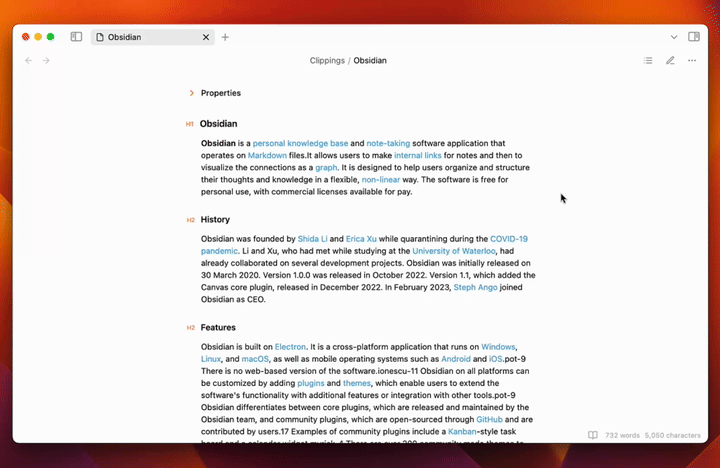 Obsidian
Clippings / Obsidian
Properties
H1 Obsidian
Obsidian is a personal knowledge base and note-taking software application that
operates on Markdown files.It allows users to make internal links for notes and then to
visualize the connections as a graph. It is designed to help users organize and structure
their thoughts and knowledge in a flexible, non-linear way. The software is free for
personal use, with commercial licenses available for pay.
H2 History
Obsidian was founded by Shida Li and Erica Xu while quarantining during the COVID-19
pandemic. Li and Xu, who had met while studying at the University of Waterloo, had
already collaborated on several development projects. Obsidian was initially released on
30 March 2020. Version 1.0.0 was released in October 2022. Version 1.1, which added the
Canvas core plugin, released in December 2022. In February 2023, Steph Ango joined
Obsidian as CEO.
H2 Features
Obsidian is built on Electron. It is a cross-platform application that runs on Windows,
Linux, and macOS, as well as mobile operating systems such as Android and iOS.pot-9
There is no web-based version of the software.ionescu-11 Obsidian on all platforms can
be customized by adding plugins and themes, which enable users to extend the
software's functionality with additional features or integration with other tools.pot-9
Obsidian differentiates between core plugins, which are released and maintained by the
Obsidian team, and community plugins, which are open-sourced through GitHub and are
contributed by users.17 Examples of community plugins include a Kanban-style task
732 words 5,050 characters